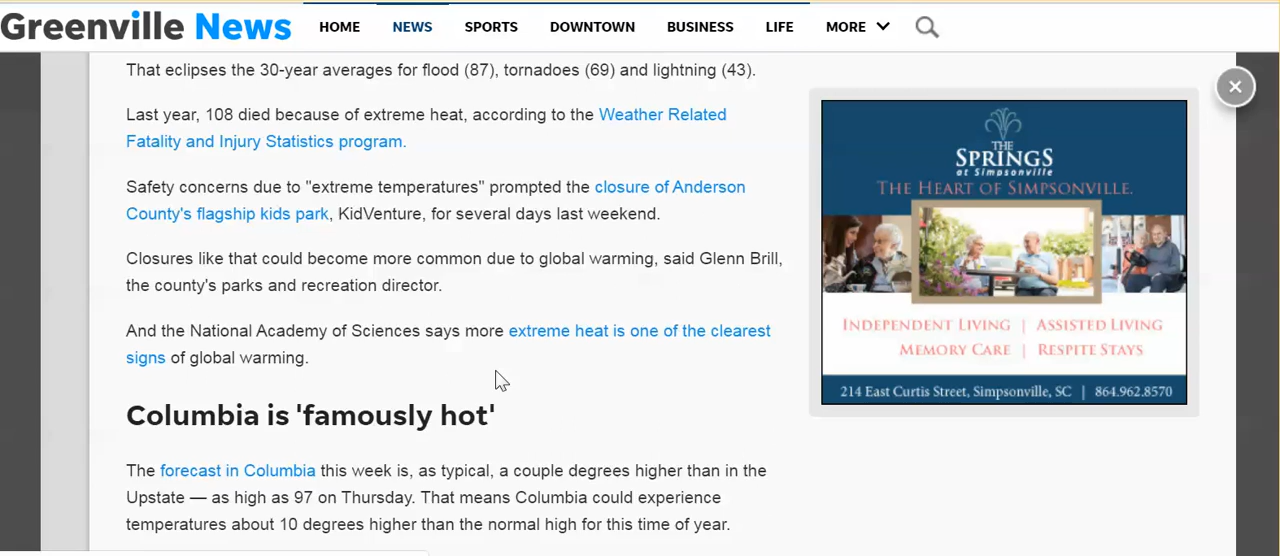 Greenville News
HOME NEWS SPORTS DOWNTOWN BUSINESS LIFE MORE
That eclipses the 30-year averages for flood (87), tornadoes (69) and lightning (43).
Last year, 108 died because of extreme heat, according to the Weather Related
Fatality and Injury Statistics program.
Safety concerns due to "extreme temperatures" prompted the closure of Anderson
County's flagship kids park, KidVenture, for several days last weekend.
Closures like that could become more common due to global warming, said Glenn Brill,
the county's parks and recreation director.
And the National Academy of Sciences says more extreme heat is one of the clearest
signs of global warming.
Columbia is 'famously hot'
The forecast in Columbia this week is, as typical, a couple degrees higher than in the
Upstate — as high as 97 on Thursday. That means Columbia could experience
temperatures about 10 degrees higher than the normal high for this time of year.
THE
SPRINGS
at Simpsonville
THE HEART OF SIMPSONVILLE.
INDEPENDENT LIVING | ASSISTED LIVING
MEMORY CARE | RESPITE STAYS
214 East Curtis Street, Simpsonville, SC | 864.962.8570